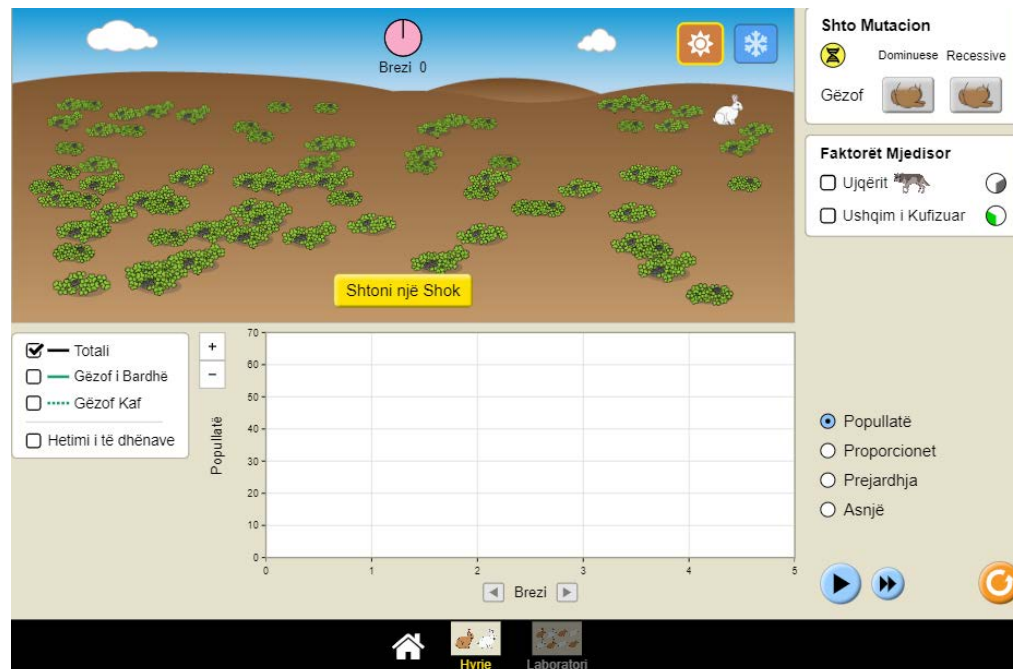 Brezi 0
Shtoni një Shok
Shto Mutacion
Dominuese Recessive
Gëzof
Faktorët Mjedisor
Ujqërit
Ushqim i Kufizuar
Totali
Gëzof i Bardhë
Gëzof Kaf
Hetimi i të dhënave
+
-
Popullatë
70
60
50
40
30
20
10
0
0 1 2 3 4 5
Brezi
Popullatë
Proporcionet
Prejardhja
Asnjë
Hyrje
Laboratori